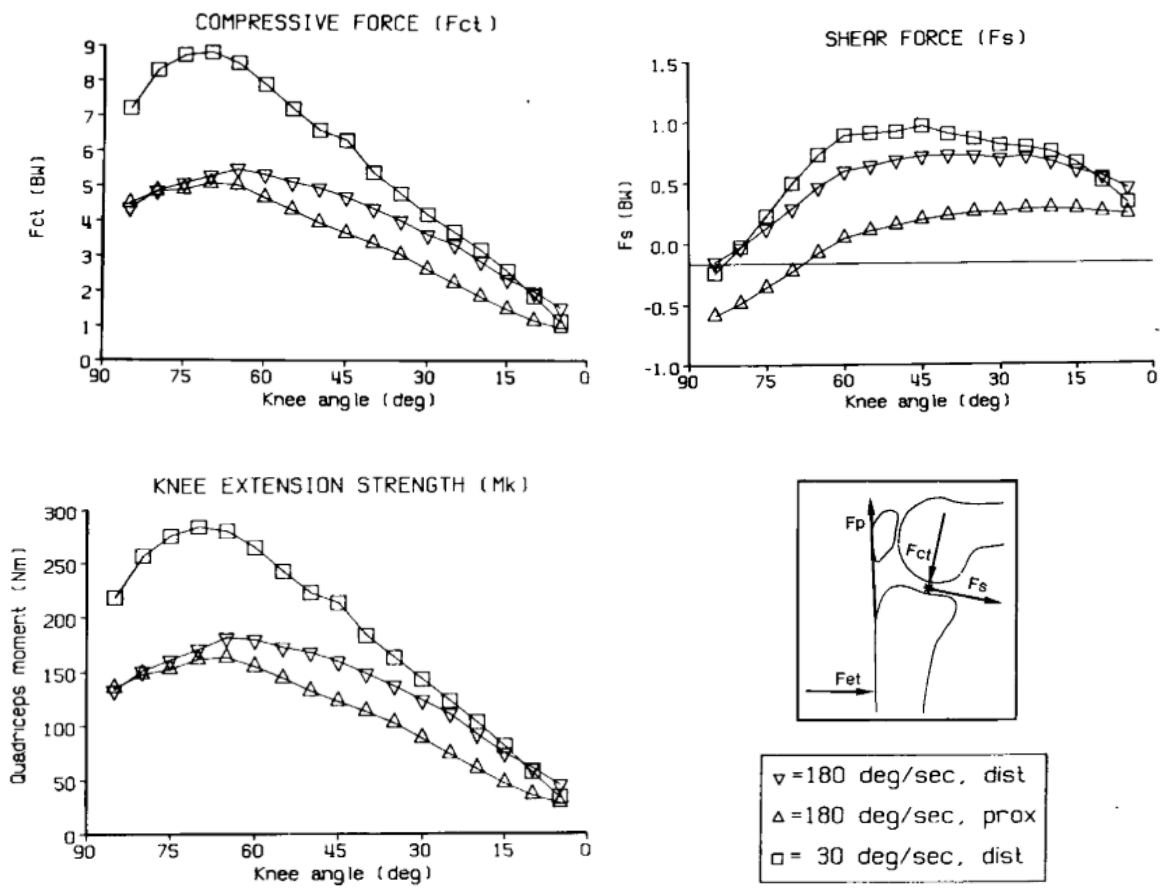 COMPRESSIVE FORCE (Fct)
9
8
7
6
5
4
3
2
1
0
Fct (BW)
90 75 60 45 30 15 0
Knee angle (deg)
SHEAR FORCE (Fs)
1.5
1.0
0.5
0.0
-0.5
-1.0
Fs (BW)
90 75 60 45 30 15 0
Knee angle (deg)
KNEE EXTENSION STRENGTH (Mk)
300
250
200
150
100
50
0
Quadriceps moment (Nm)
90 75 60 45 30 15 0
Knee angle (deg)
Fp
Fct
Fs
Fet
▽ =180 deg/sec, dist
△ =180 deg/sec, prox
□ = 30 deg/sec, dist